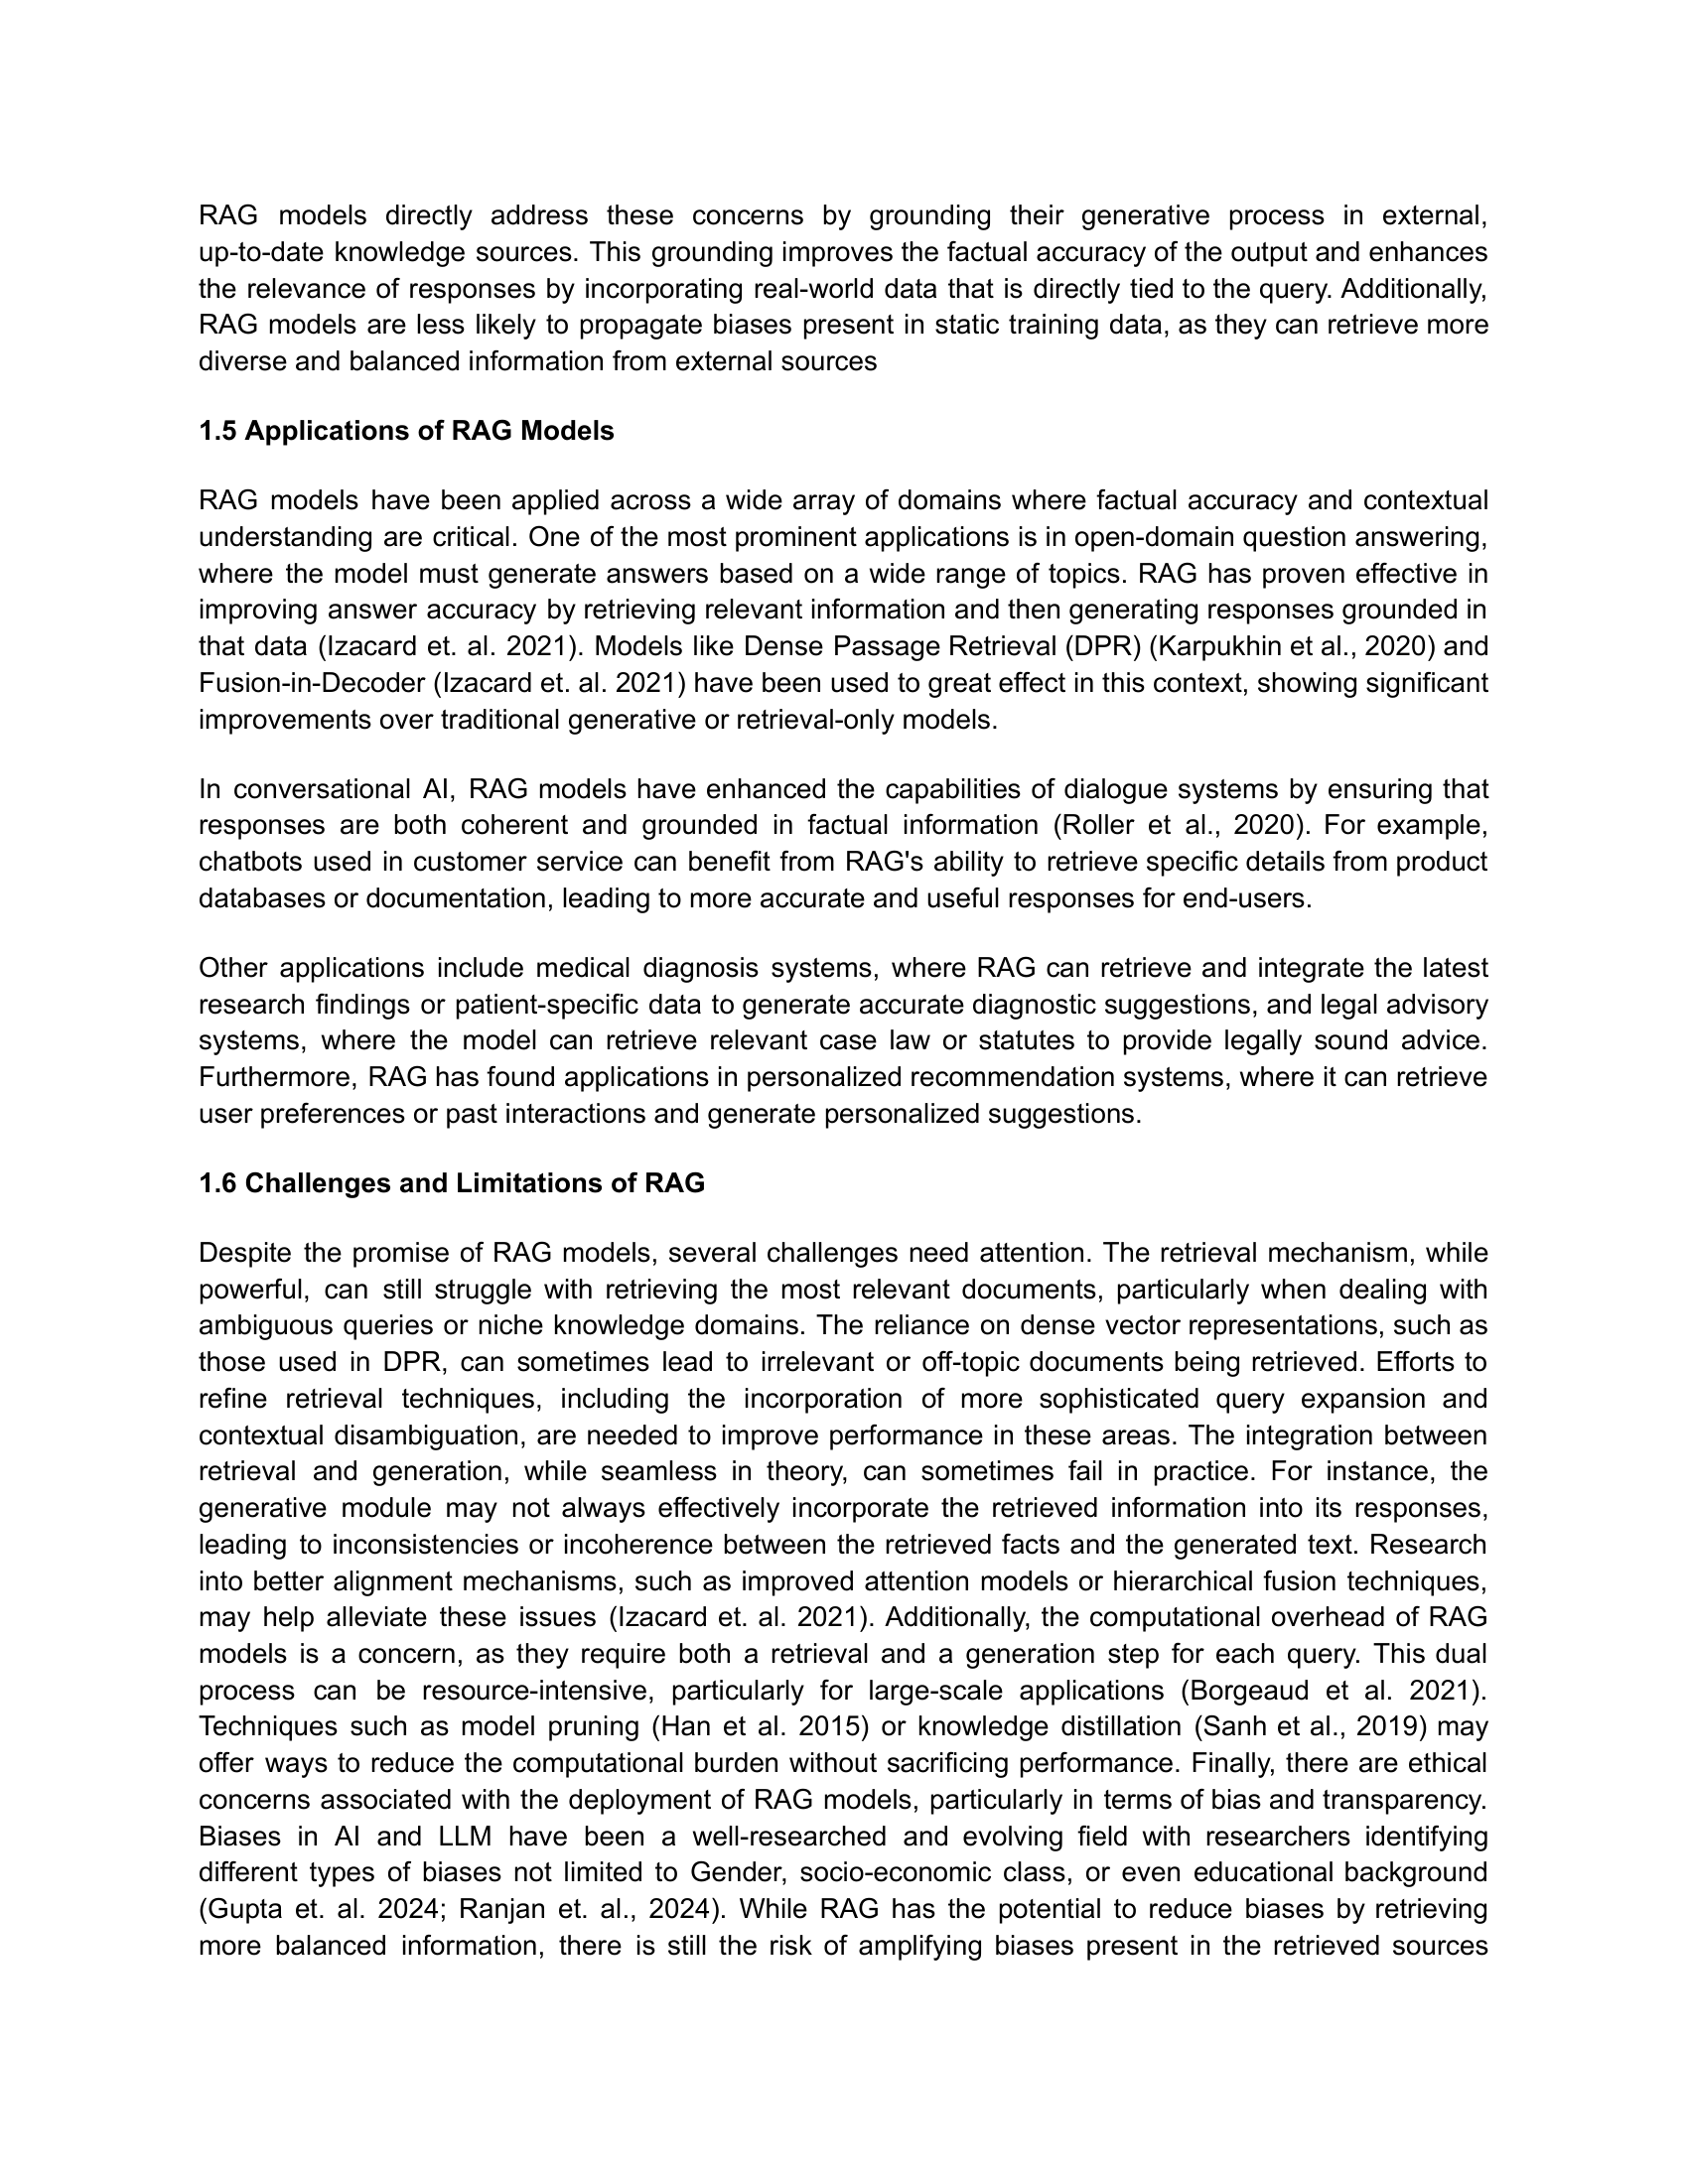 RAG models directly address these concerns by grounding their generative process in external,
up-to-date knowledge sources. This grounding improves the factual accuracy of the output and enhances
the relevance of responses by incorporating real-world data that is directly tied to the query. Additionally,
RAG models are less likely to propagate biases present in static training data, as they can retrieve more
diverse and balanced information from external sources
1.5 Applications of RAG Models
RAG models have been applied across a wide array of domains where factual accuracy and contextual
understanding are critical. One of the most prominent applications is in open-domain question answering,
where the model must generate answers based on a wide range of topics. RAG has proven effective in
improving answer accuracy by retrieving relevant information and then generating responses grounded in
that data (Izacard et. al. 2021). Models like Dense Passage Retrieval (DPR) (Karpukhin et al., 2020) and
Fusion-in-Decoder (Izacard et. al. 2021) have been used to great effect in this context, showing significant
improvements over traditional generative or retrieval-only models.
In conversational AI, RAG models have enhanced the capabilities of dialogue systems by ensuring that
responses are both coherent and grounded in factual information (Roller et al., 2020). For example,
chatbots used in customer service can benefit from RAG's ability to retrieve specific details from product
databases or documentation, leading to more accurate and useful responses for end-users.
Other applications include medical diagnosis systems, where RAG can retrieve and integrate the latest
research findings or patient-specific data to generate accurate diagnostic suggestions, and legal advisory
systems, where the model can retrieve relevant case law or statutes to provide legally sound advice.
Furthermore, RAG has found applications in personalized recommendation systems, where it can retrieve
user preferences or past interactions and generate personalized suggestions.
1.6 Challenges and Limitations of RAG
Despite the promise of RAG models, several challenges need attention. The retrieval mechanism, while
powerful, can still struggle with retrieving the most relevant documents, particularly when dealing with
ambiguous queries or niche knowledge domains. The reliance on dense vector representations, such as
those used in DPR, can sometimes lead to irrelevant or off-topic documents being retrieved. Efforts to
refine retrieval techniques, including the incorporation of more sophisticated query expansion and
contextual disambiguation, are needed to improve performance in these areas. The integration between
retrieval and generation, while seamless in theory, can sometimes fail in practice. For instance, the
generative module may not always effectively incorporate the retrieved information into its responses,
leading to inconsistencies or incoherence between the retrieved facts and the generated text. Research
into better alignment mechanisms, such as improved attention models or hierarchical fusion techniques,
may help alleviate these issues (Izacard et. al. 2021). Additionally, the computational overhead of RAG
models is a concern, as they require both a retrieval and a generation step for each query. This dual
process can be resource-intensive, particularly for large-scale applications (Borgeaud et al. 2021).
Techniques such as model pruning (Han et al. 2015) or knowledge distillation (Sanh et al., 2019) may
offer ways to reduce the computational burden without sacrificing performance. Finally, there are ethical
concerns associated with the deployment of RAG models, particularly in terms of bias and transparency.
Biases in AI and LLM have been a well-researched and evolving field with researchers identifying
different types of biases not limited to Gender, socio-economic class, or even educational background
(Gupta et. al. 2024; Ranjan et. al., 2024). While RAG has the potential to reduce biases by retrieving
more balanced information, there is still the risk of amplifying biases present in the retrieved sources